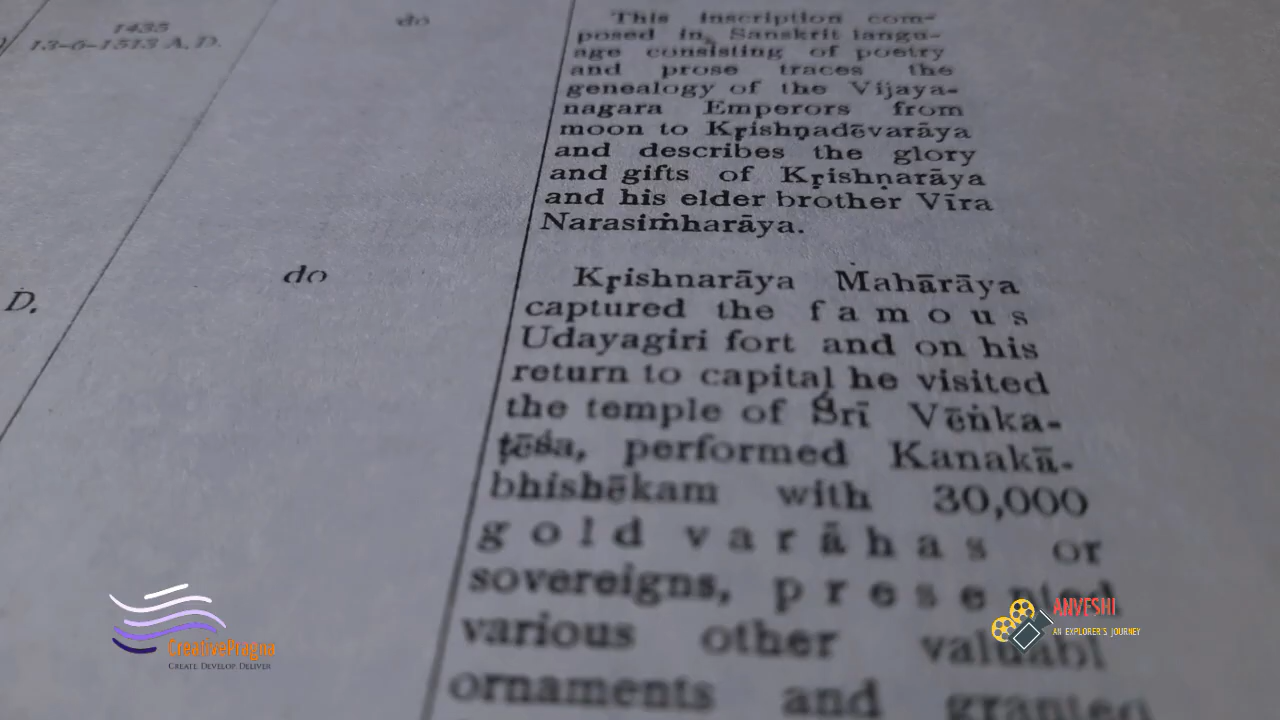 1435
13-6-1513 A. D.
do
This inscription com-
posed in Sanskrit langu-
age consisting of poetry
and prose traces the
genealogy of the Vijaya-
nagara Emperors from
moon to Kṛishṇadēvarāya
and describes the glory
and gifts of Kṛishṇarāya
and his elder brother Vīra
Narasiṁharāya.
D.
do
Kṛishnarāya Mahārāya
captured the famous
Udayagiri fort and on his
return to capital he visited
the temple of Śrī Vēṅka-
ṭēśa, performed Kanakā-
bhishēkam with 30,000
gold varāhas or
sovereigns, presented
various other valuabl
ornaments and granted
CreativePragna
CREATE DEVELOP DELIVER
ANVESHI
AN EXPLORER'S JOURNEY